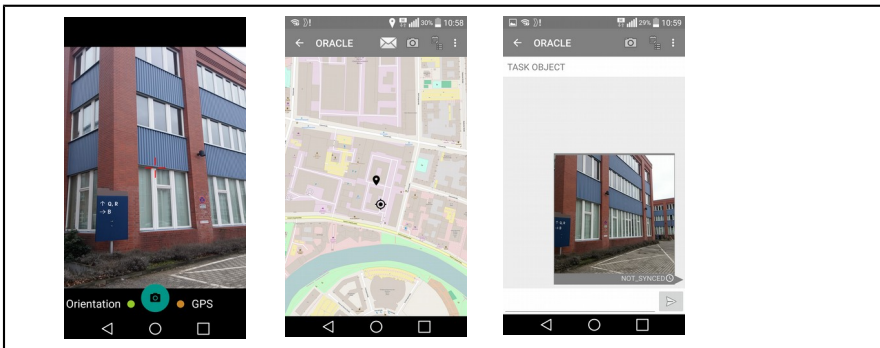 ↑ Q, R
→ B
Orientation
GPS
30% 10:58
ORACLE
29% 10:59
ORACLE
TASK OBJECT
NOT_SYNCED